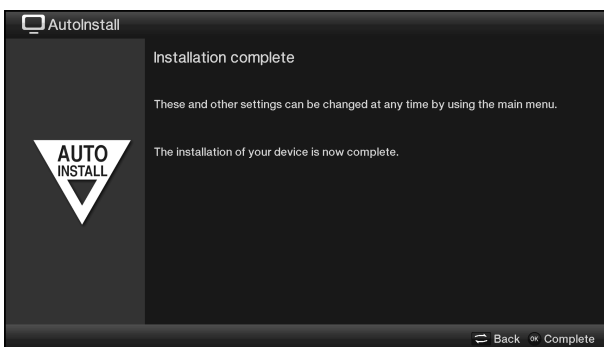 AutoInstall
Installation complete
These and other settings can be changed at any time by using the main menu.
AUTO
INSTALL
The installation of your device is now complete.
Back OK Complete